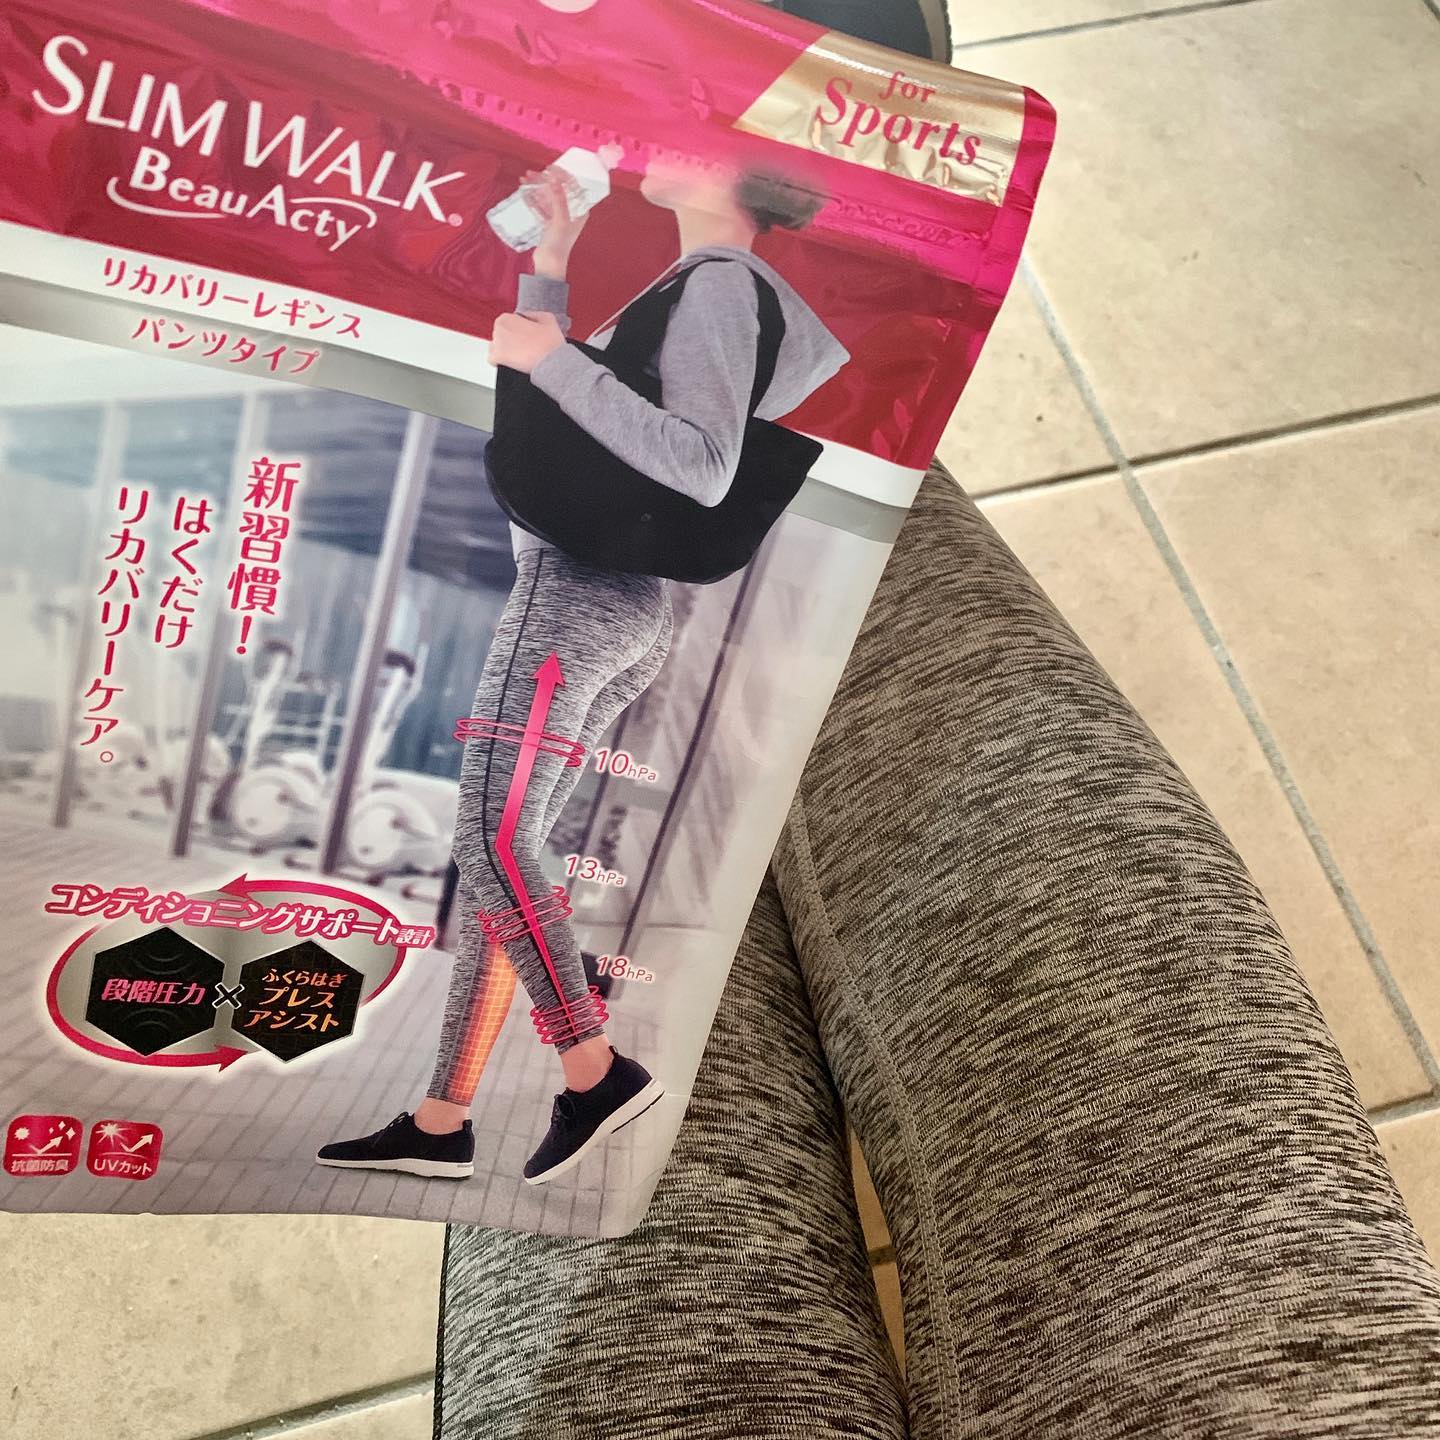 for
Sports
SLIM WALK®
BeauActy
リカバリーレギンス
パンツタイプ
新習慣！
はくだけ
リカバリーケア。
10hPa
13hPa
18hPa
コンディショニングサポート設計
段階圧力
×
ふくらはぎ
プレス
アシスト
抗菌防臭
UVカット